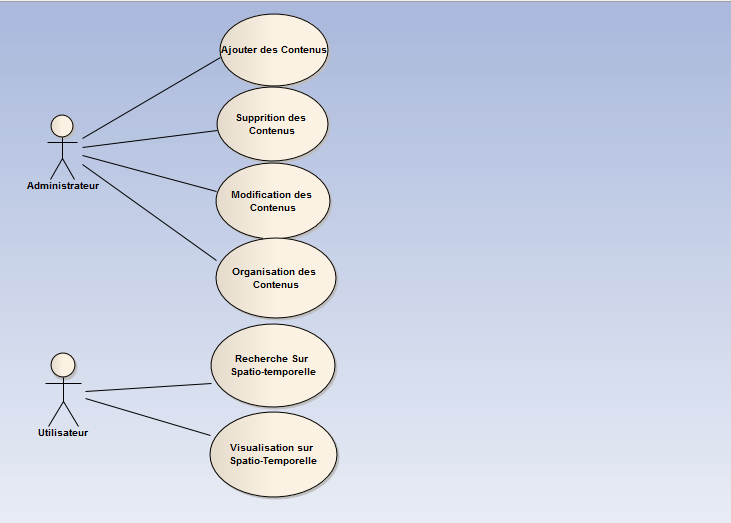 Ajouter des Contenus
Supprition des
Contenus
Administrateur
Modification des
Contenus
Organisation des
Contenus
Recherche Sur
Spatio-temporelle
Utilisateur
Visualisation sur
Spatio-Temporelle